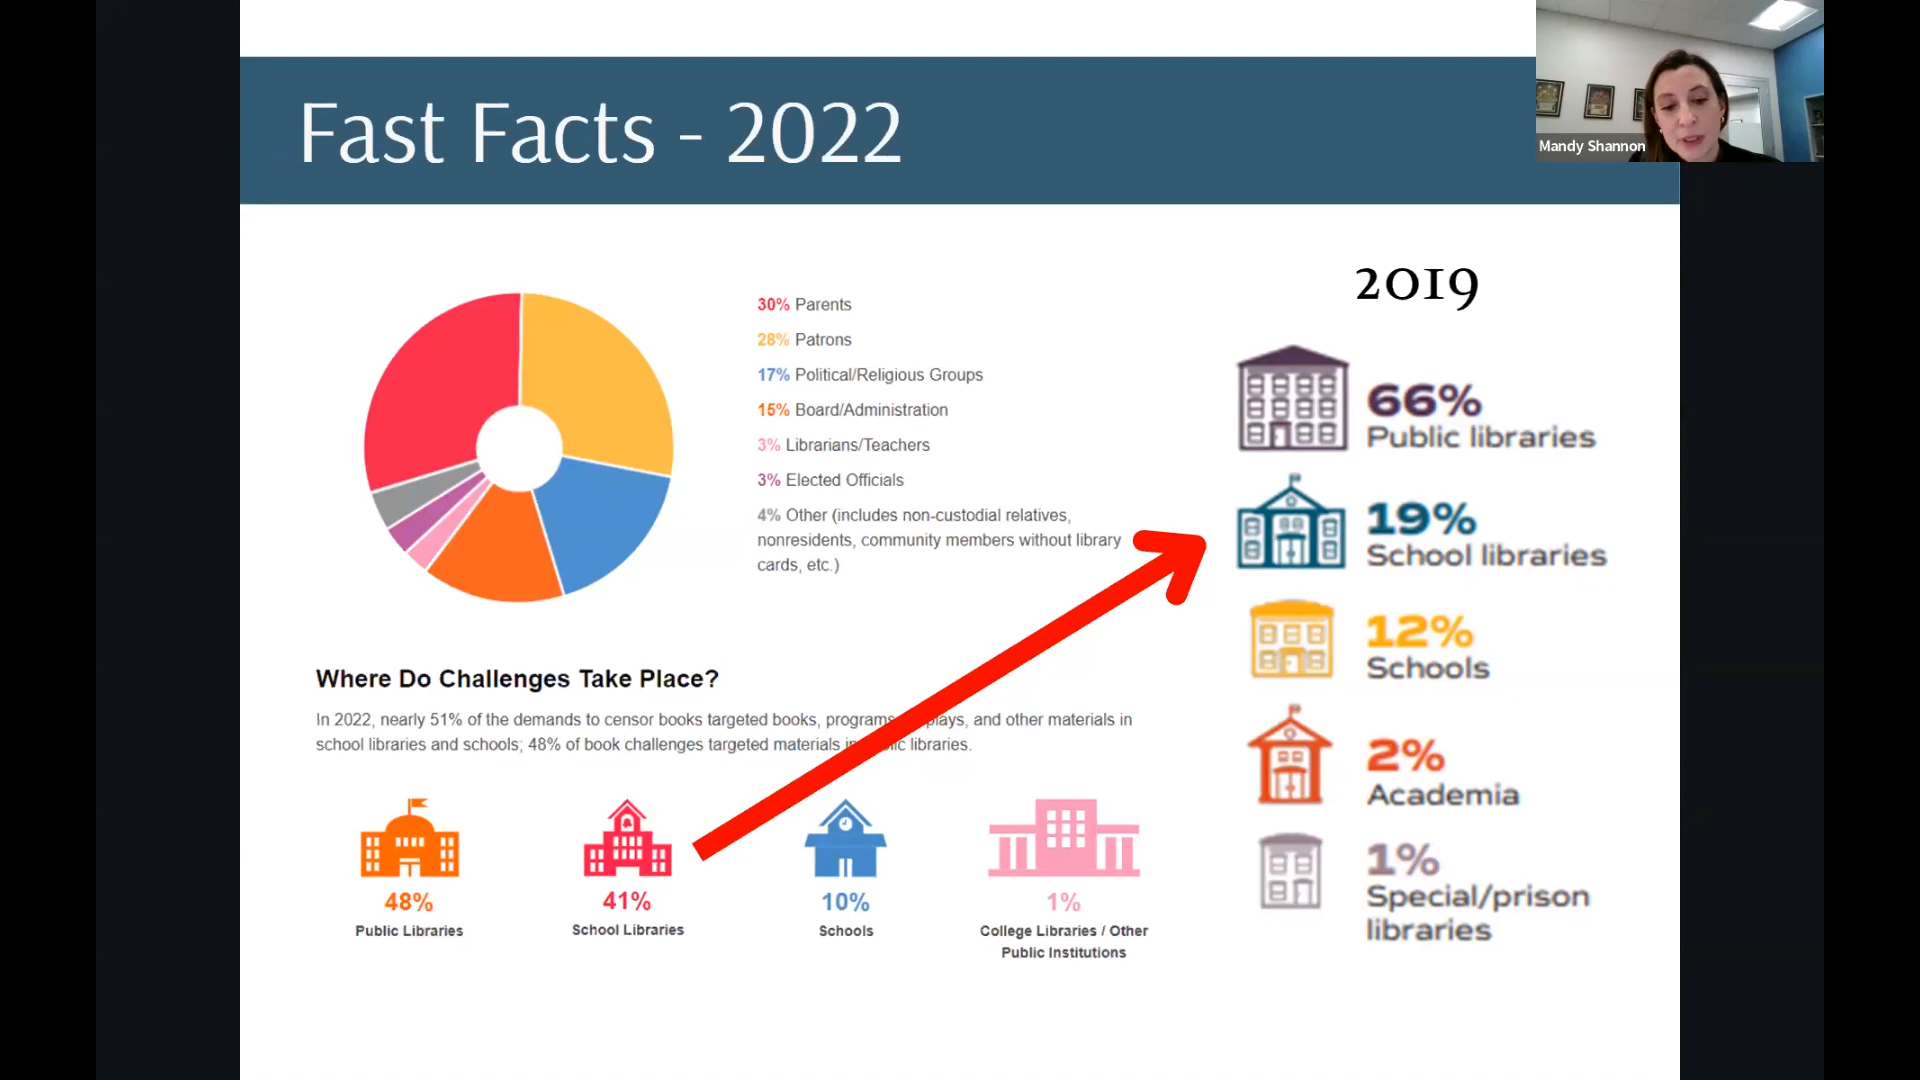 Fast Facts - 2022
Mandy Shannon
30% Parents
28% Patrons
17% Political/Religious Groups
15% Board/Administration
3% Librarians/Teachers
3% Elected Officials
4% Other (includes non-custodial relatives,
nonresidents, community members without library
cards, etc.)
Where Do Challenges Take Place?
In 2022, nearly 51% of the demands to censor books targeted books, programs, and other materials in
school libraries and schools; 48% of book challenges targeted materials libraries.
48%
Public Libraries
41%
School Libraries
10%
Schools
1%
College Libraries / Other
Public Institutions
2019
66%
Public libraries
19%
School libraries
12%
Schools
2%
Academia
1%
Special/prison
libraries